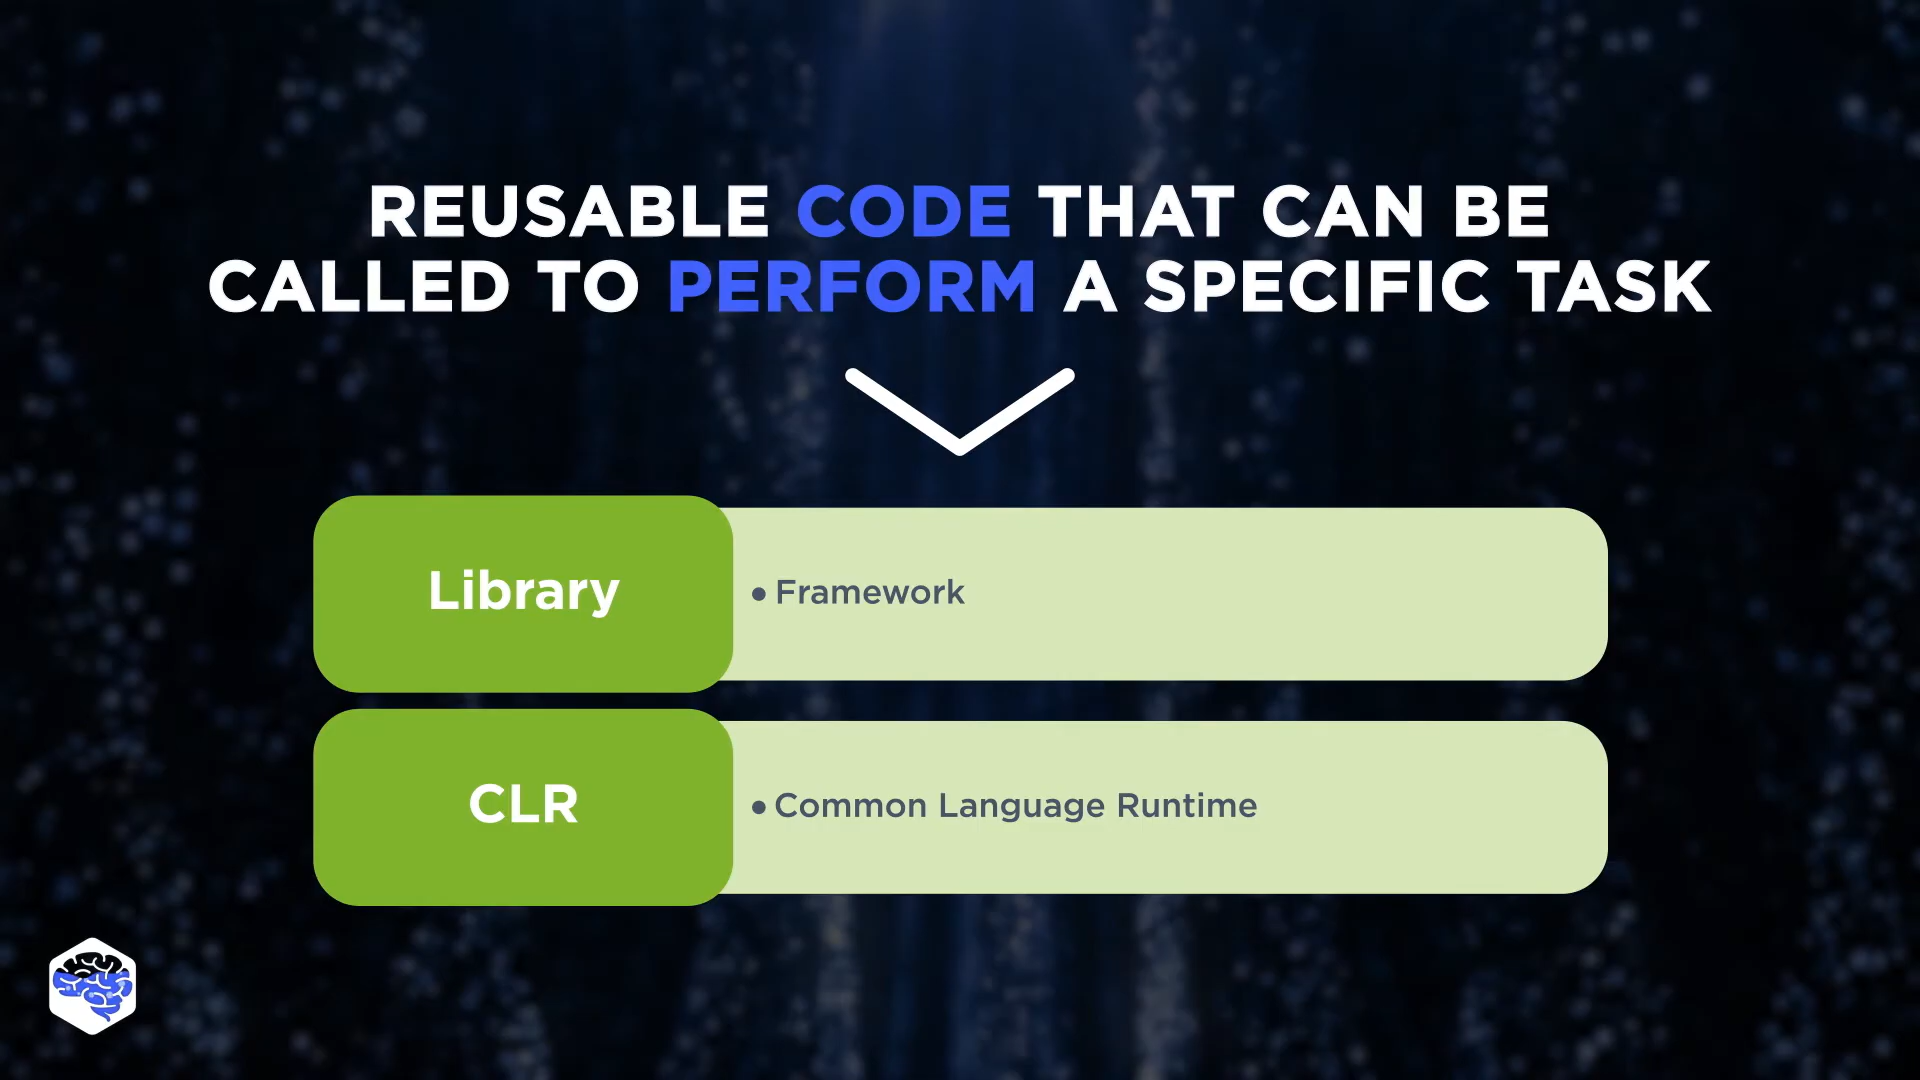 REUSABLE CODE THAT CAN BE
CALLED TO PERFORM A SPECIFIC TASK
Library
• Framework
CLR
• Common Language Runtime